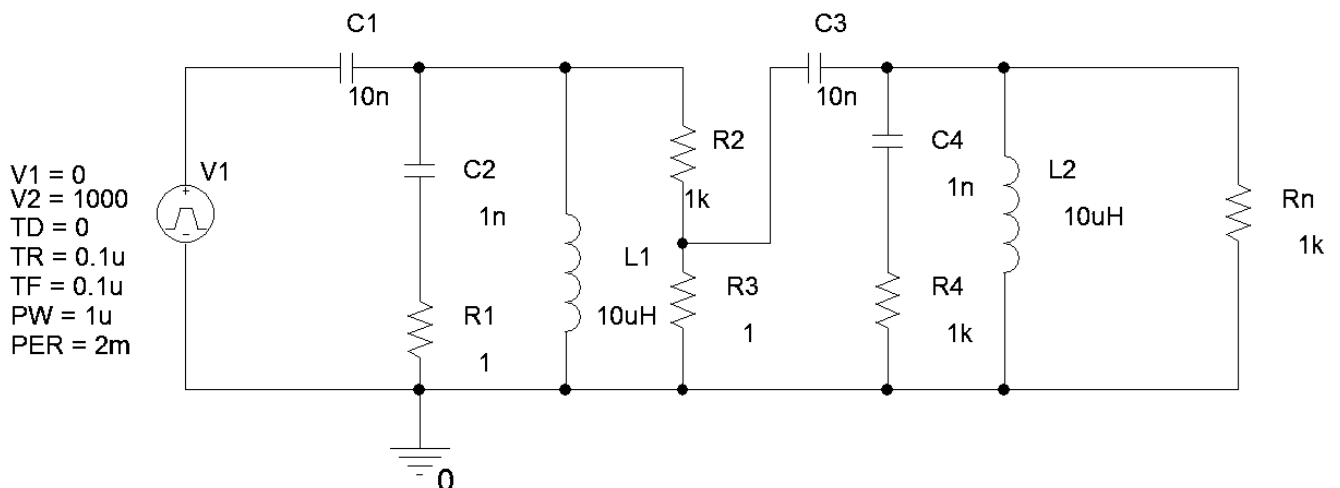 C1
10n
C3
10n
V1
V1 = 0
V2 = 1000
TD = 0
TR = 0.1u
TF = 0.1u
PW = 1u
PER = 2m
C2
1n
R1
1
L1
10uH
R2
1k
R3
1
C4
1n
R4
1k
L2
10uH
Rn
1k
0